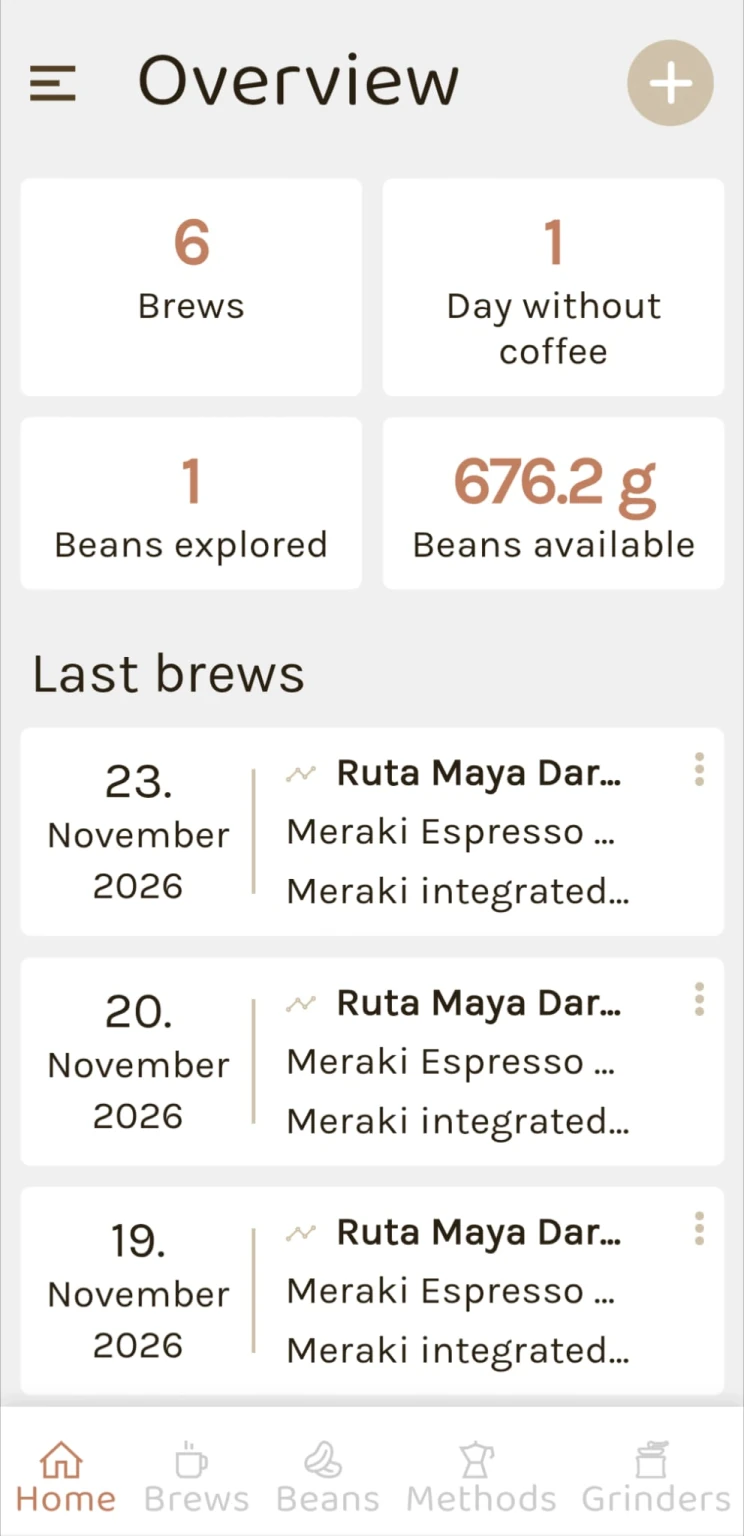 Overview
6
Brews
1
Day without
coffee
1
Beans explored
676.2 g
Beans available
Last brews
23.
November
2026
Ruta Maya Dar...
Meraki Espresso ...
Meraki integrated...
20.
November
2026
Ruta Maya Dar...
Meraki Espresso ...
Meraki integrated...
19.
November
2026
Ruta Maya Dar...
Meraki Espresso ...
Meraki integrated...
Home Brews Beans Methods Grinders